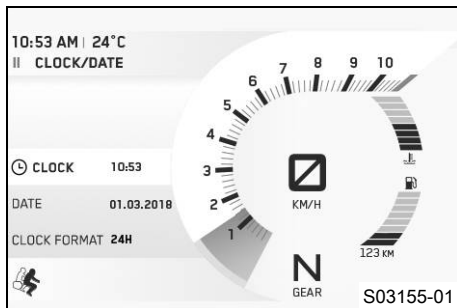 10:53 AM | 24°C
CLOCK/DATE
CLOCK 10:53
DATE 01.03.2018
CLOCK FORMAT 24H
1
2
3
4
5
6
7
8
9
10
0
KM/H
N
GEAR
123 KM
S03155-01